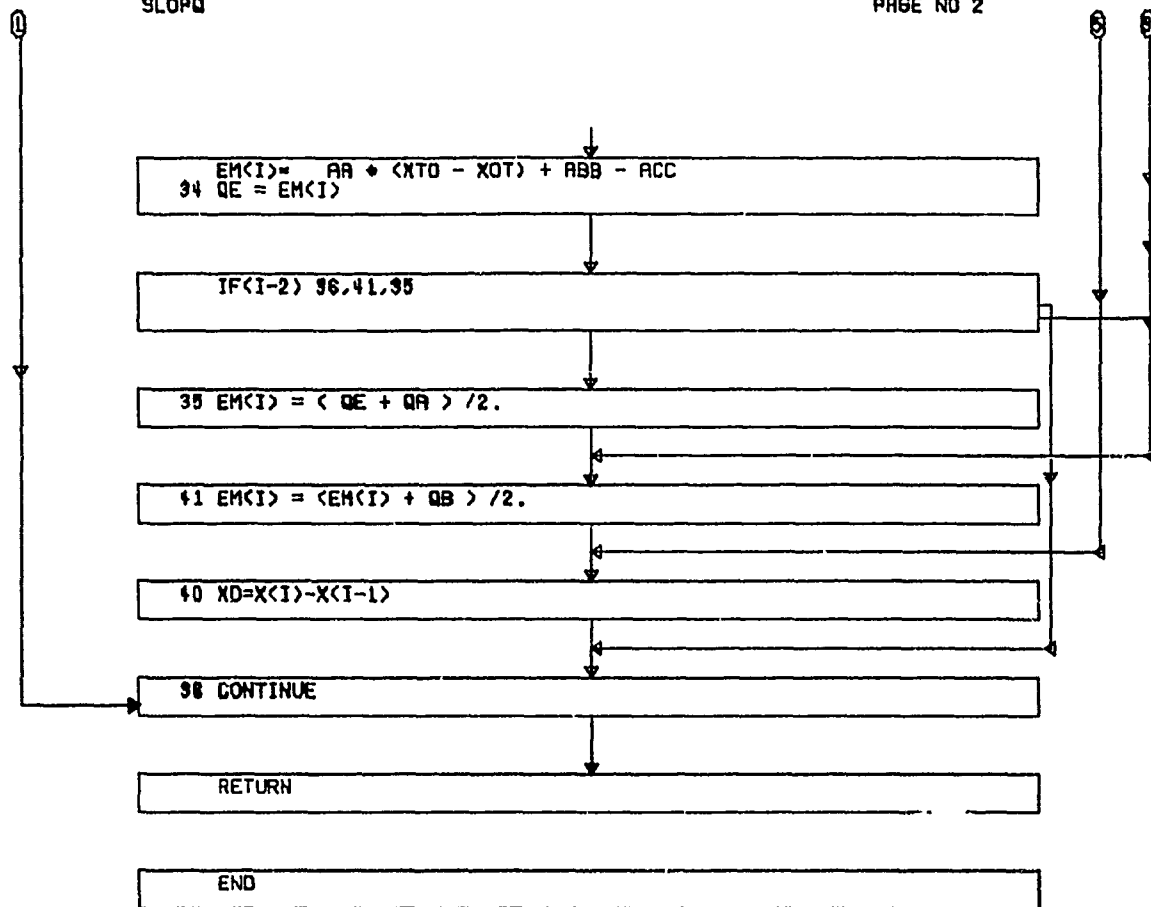 SLOPQ PAGE NO 2
1
EM(I)= AA * (XTO - XOT) + ABB - ACC
34 QE = EM(I)
IF(I-2) 36,41,35
35 EM(I) = ( QE + QA ) /2.
41 EM(I) = (EM(I) + QB ) /2.
40 XD=X(I)-X(I-1)
36 CONTINUE
RETURN
END